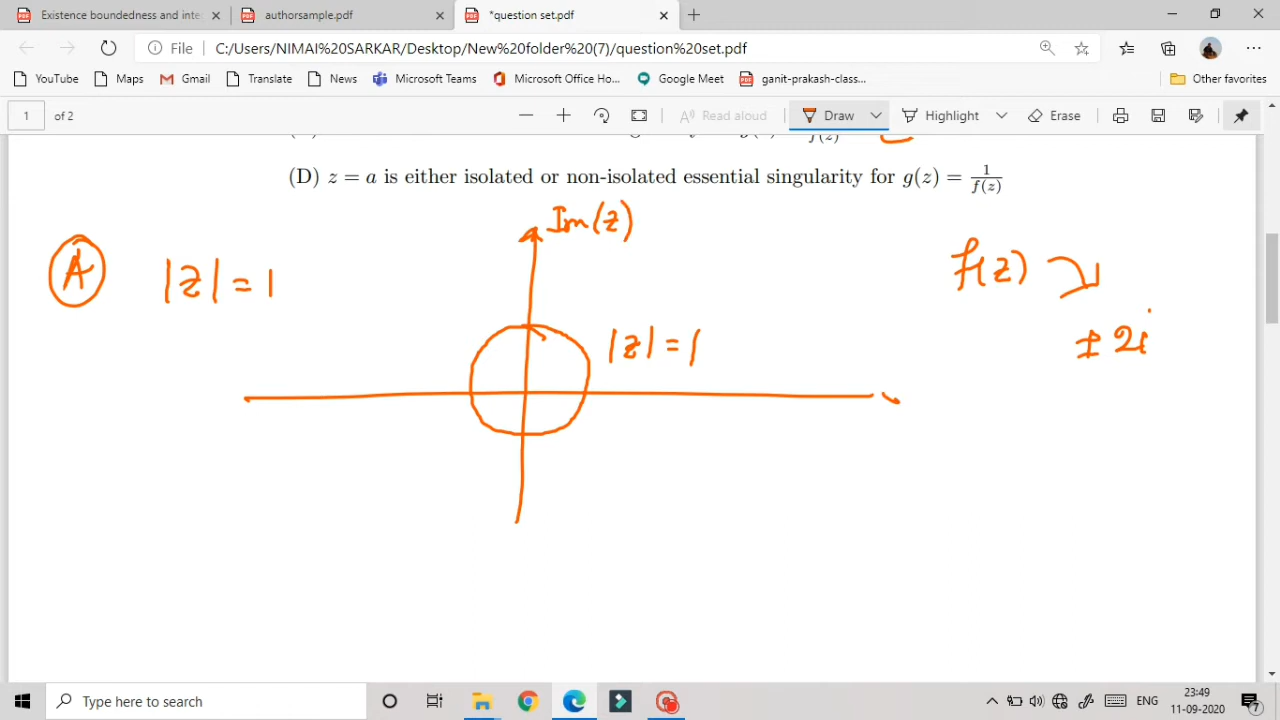 Existence boundedness and inte
authorsample.pdf
*question set.pdf
File C:/Users/NIMAI%20SARKAR/Desktop/New%20folder%20(7)/question%20set.pdf
YouTube Maps Gmail Translate News Microsoft Teams Microsoft Office Ho... Google Meet ganit-prakash-class... Other favorites
1 of 2 Read aloud Draw Highlight Erase
(D) z = a is either isolated or non-isolated essential singularity for g(z) = 1/f(z)
Im(z)
A |z| = 1
f(z)
|z| = 1
± 2i
Type here to search
ENG
23:49
11-09-2020
7